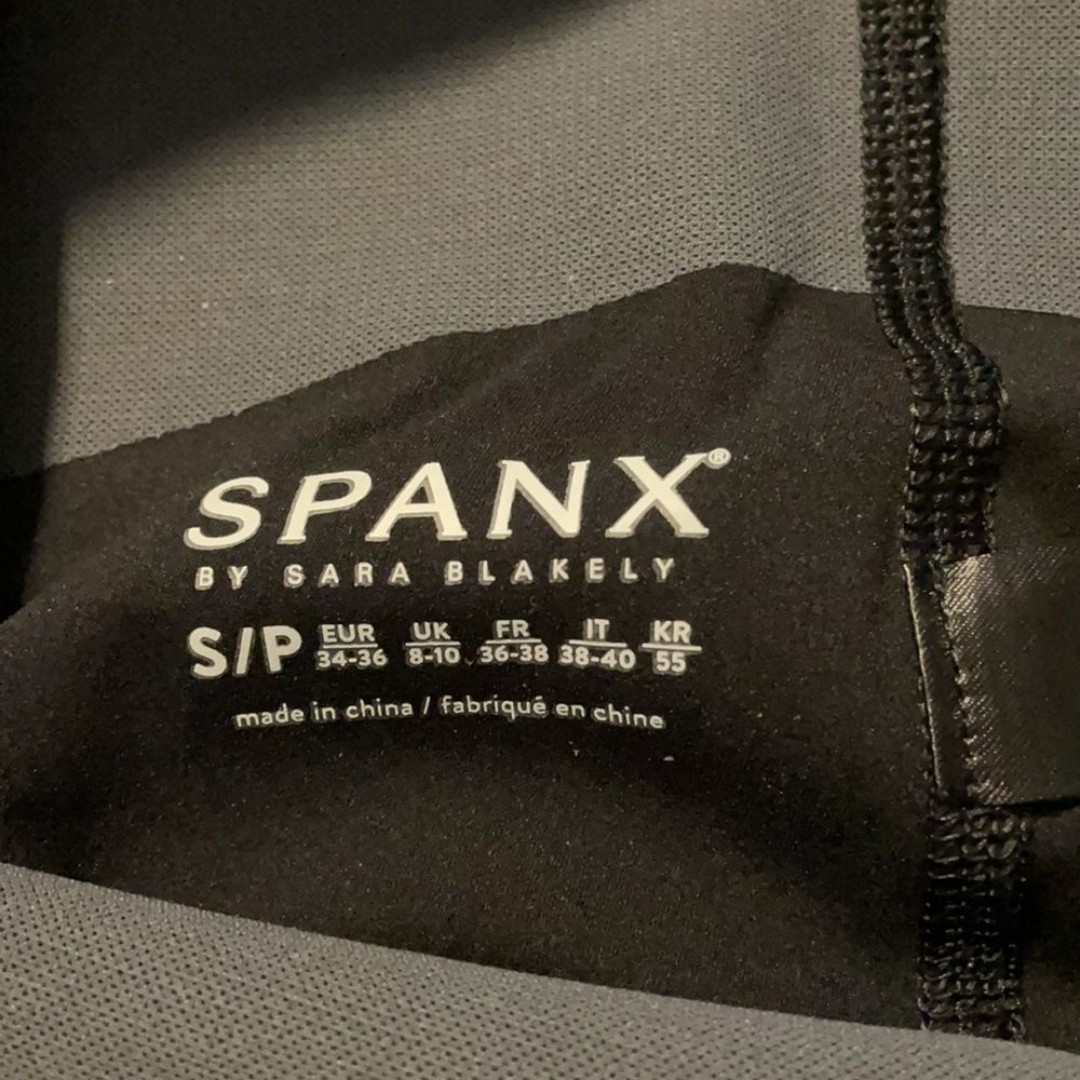 SPANX®
BY SARA BLAKELY
S/P EUR 34-36 UK 8-10 FR 36-38 IT 38-40 KR 55
made in china / fabriqué en chine